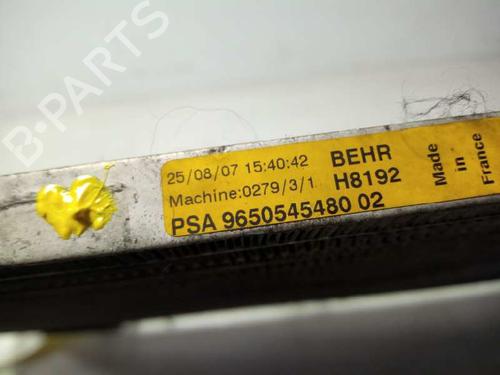 B-PARTS
25/08/07 15:40:42 BEHR
Machine:0279/3/1 H8192
PSA 9650545480 02
Made
in
France